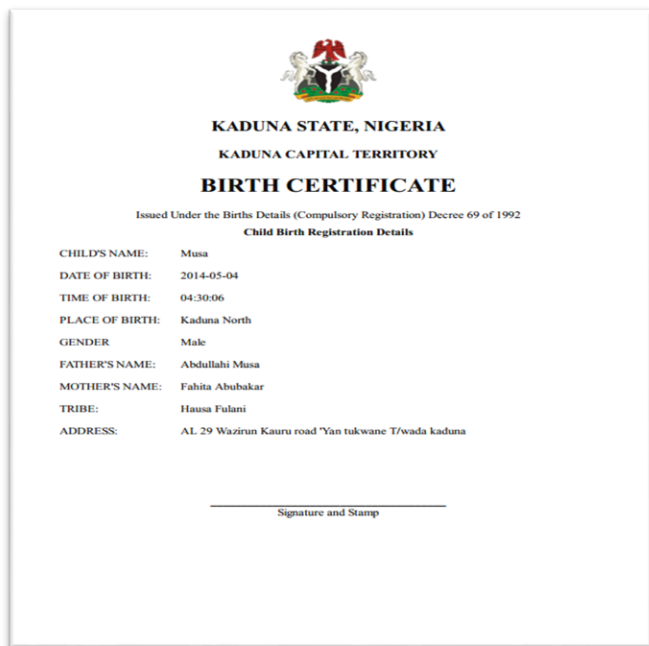 KADUNA STATE, NIGERIA
KADUNA CAPITAL TERRITORY
BIRTH CERTIFICATE
Issued Under the Births Details (Compulsory Registration) Decree 69 of 1992
Child Birth Registration Details
CHILD'S NAME: Musa
DATE OF BIRTH: 2014-05-04
TIME OF BIRTH: 04:30:06
PLACE OF BIRTH: Kaduna North
GENDER Male
FATHER'S NAME: Abdullahi Musa
MOTHER'S NAME: Fahita Abubakar
TRIBE: Hausa Fulani
ADDRESS: AL 29 Wazirun Kauru road 'Yan tukwane T/wada kaduna
Signature and Stamp